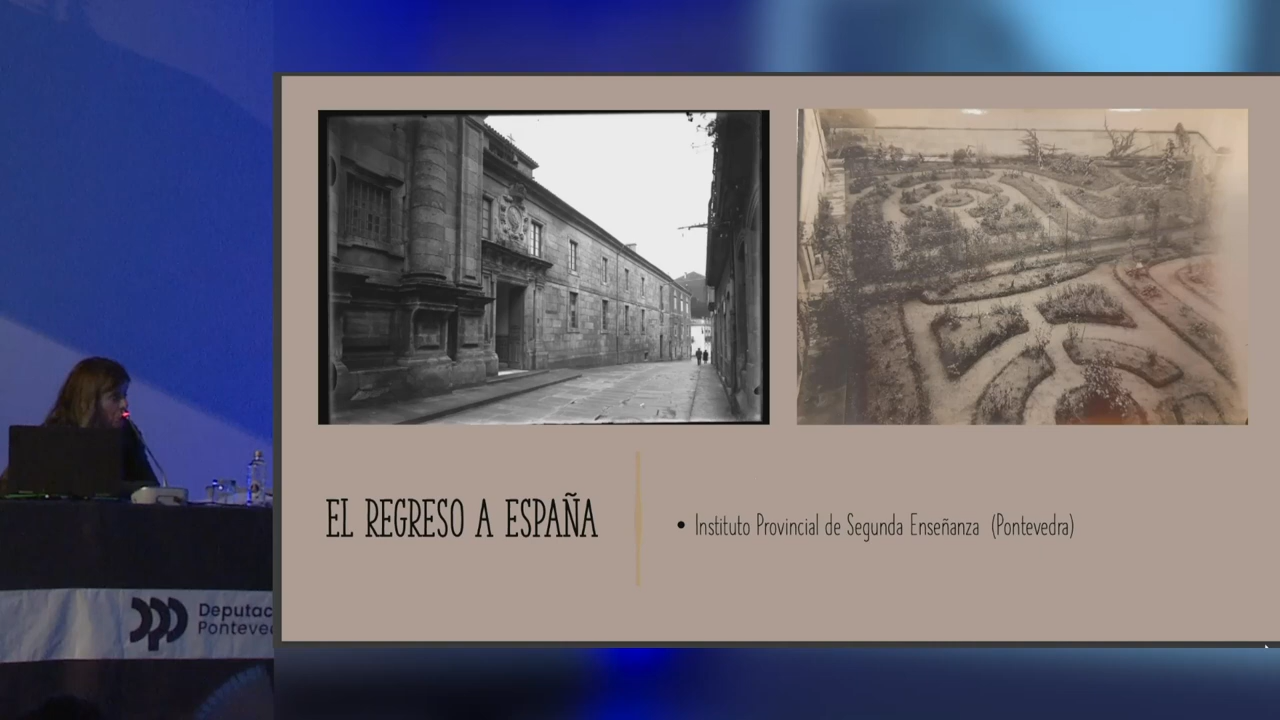 EL REGRESO A ESPAÑA
• Instituto Provincial de Segunda Enseñanza (Pontevedra)
Deputac
Ponteve